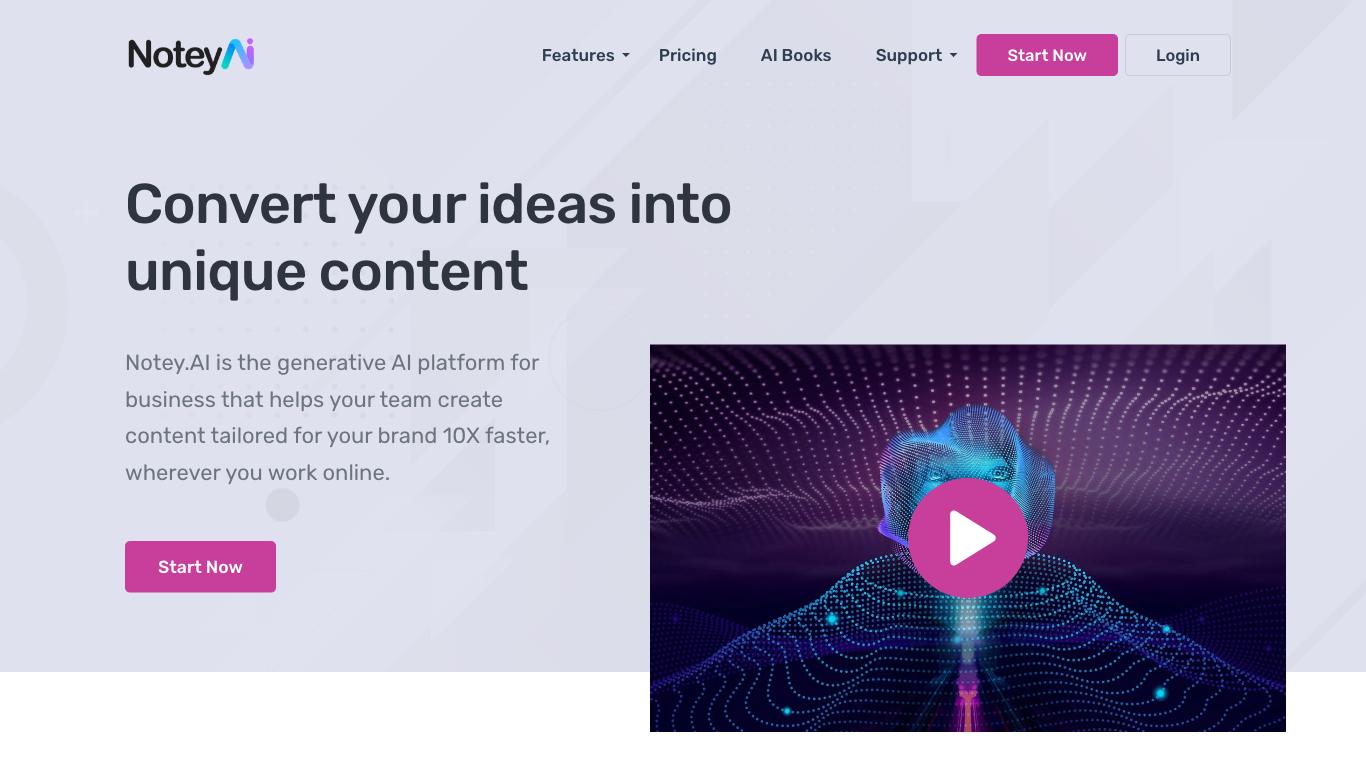 NoteyAi
Features
Pricing
AI Books
Support
Start Now
Login
Convert your ideas into
unique content
Notey.AI is the generative AI platform for
business that helps your team create
content tailored for your brand 10X faster,
wherever you work online.
Start Now